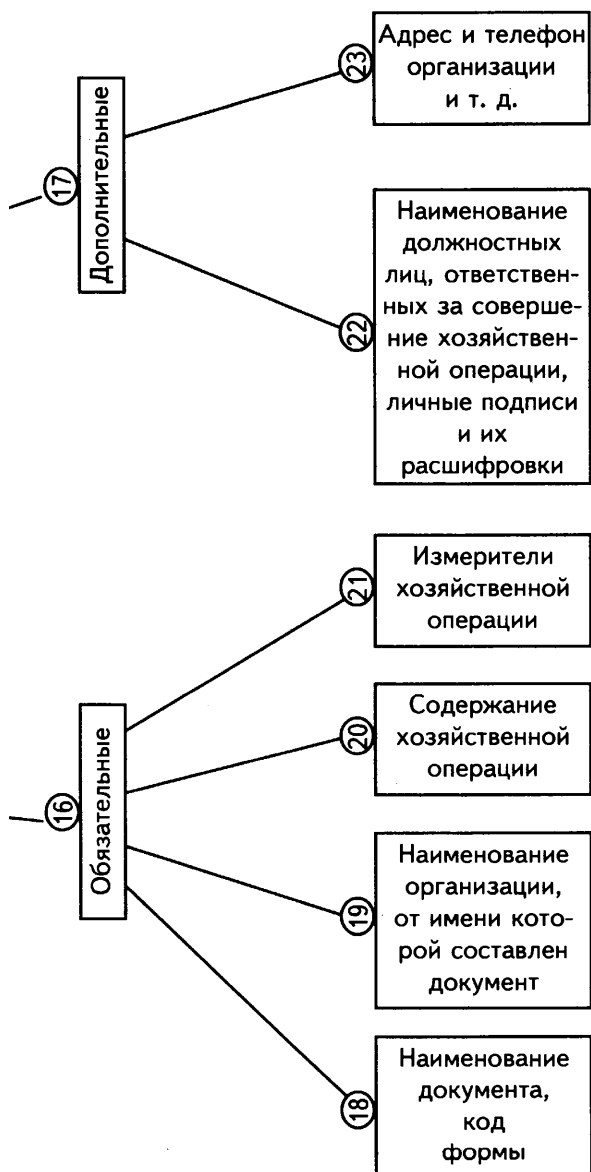 23
Адрес и телефон
организации
и т. д.
17
Дополнительные
22
Наименование
должностных
лиц, ответствен-
ных за соверше-
ние хозяйствен-
ной операции,
личные подписи
и их
расшифровки
21
Измерители
хозяйственной
операции
20
Содержание
хозяйственной
операции
16
Обязательные
19
Наименование
организации,
от имени кото-
рой составлен
документ
18
Наименование
документа,
код
формы